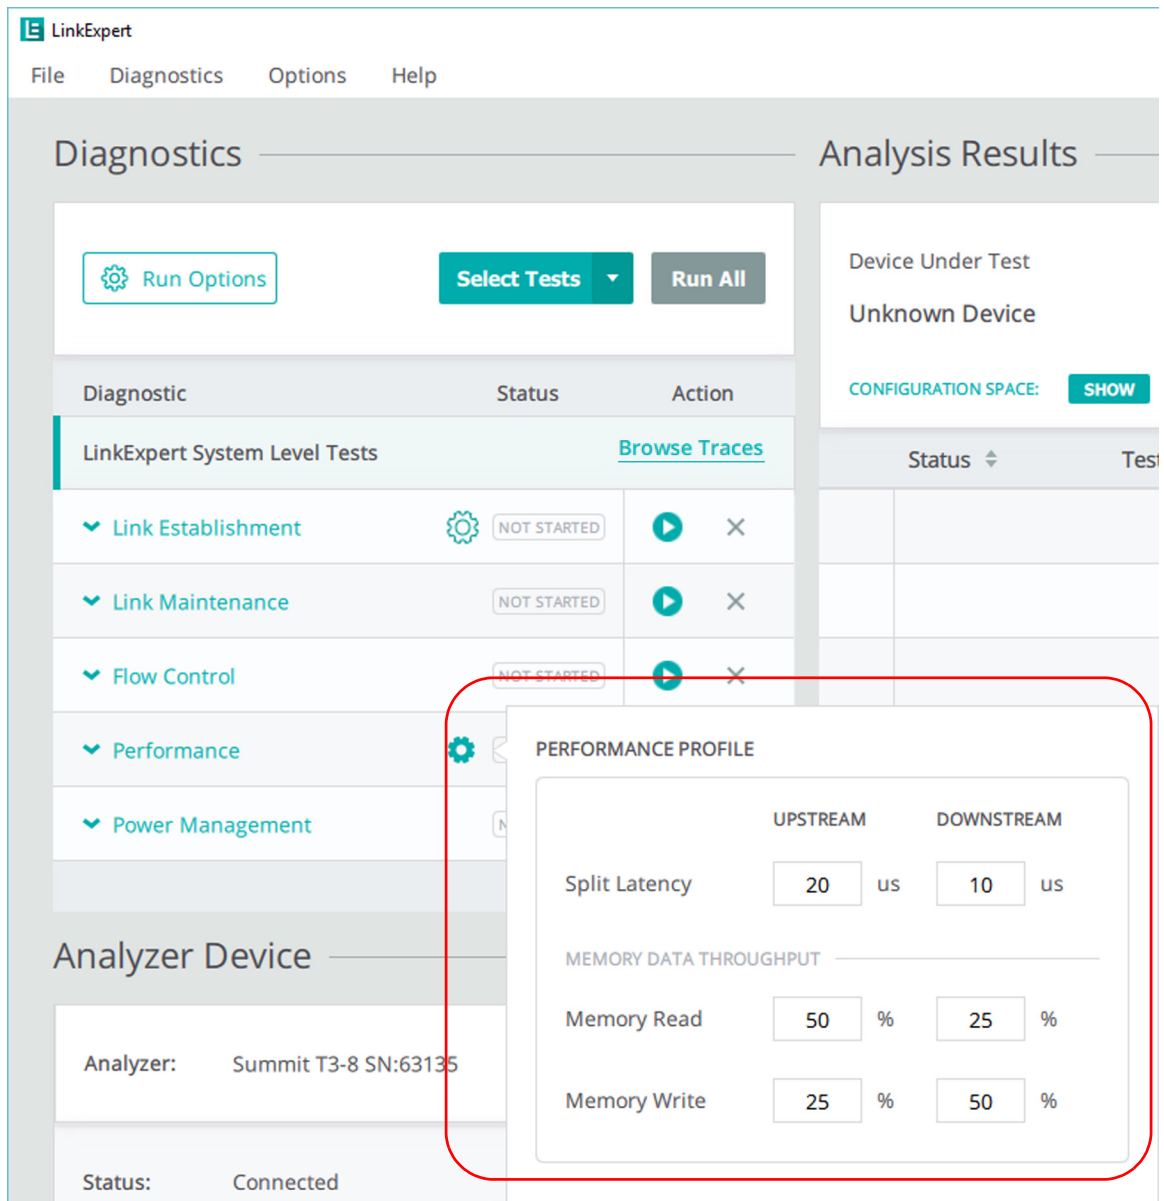 LinkExpert
File Diagnostics Options Help
Diagnostics
Run Options Select Tests Run All
Diagnostic Status Action
LinkExpert System Level Tests Browse Traces
Link Establishment NOT STARTED
Link Maintenance NOT STARTED
Flow Control NOT STARTED
Performance
Power Management
Analyzer Device
Analyzer: Summit T3-8 SN:63135
Status: Connected
Analysis Results
Device Under Test
Unknown Device
CONFIGURATION SPACE: SHOW
Status Test
PERFORMANCE PROFILE
UPSTREAM DOWNSTREAM
Split Latency 20 us 10 us
MEMORY DATA THROUGHPUT
Memory Read 50 % 25 %
Memory Write 25 % 50 %